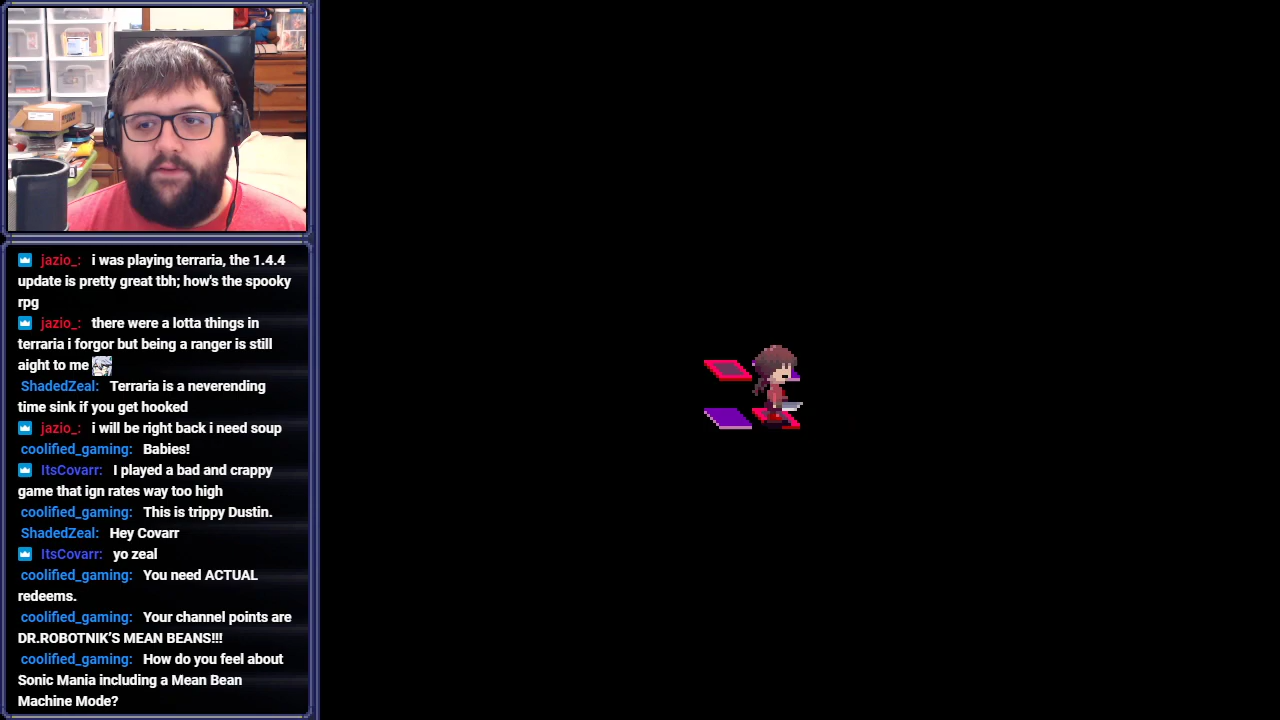 jazio_: i was playing terraria, the 1.4.4
update is pretty great tbh; how's the spooky
rpg
jazio_: there were a lotta things in
terraria i forgor but being a ranger is still
aight to me
ShadedZeal: Terraria is a neverending
time sink if you get hooked
jazio_: i will be right back i need soup
coolified_gaming: Babies!
ItsCovarr: I played a bad and crappy
game that ign rates way too high
coolified_gaming: This is trippy Dustin.
ShadedZeal: Hey Covarr
ItsCovarr: yo zeal
coolified_gaming: You need ACTUAL
redeems.
coolified_gaming: Your channel points are
DR.ROBOTNIK'S MEAN BEANS!!!
coolified_gaming: How do you feel about
Sonic Mania including a Mean Bean
Machine Mode?